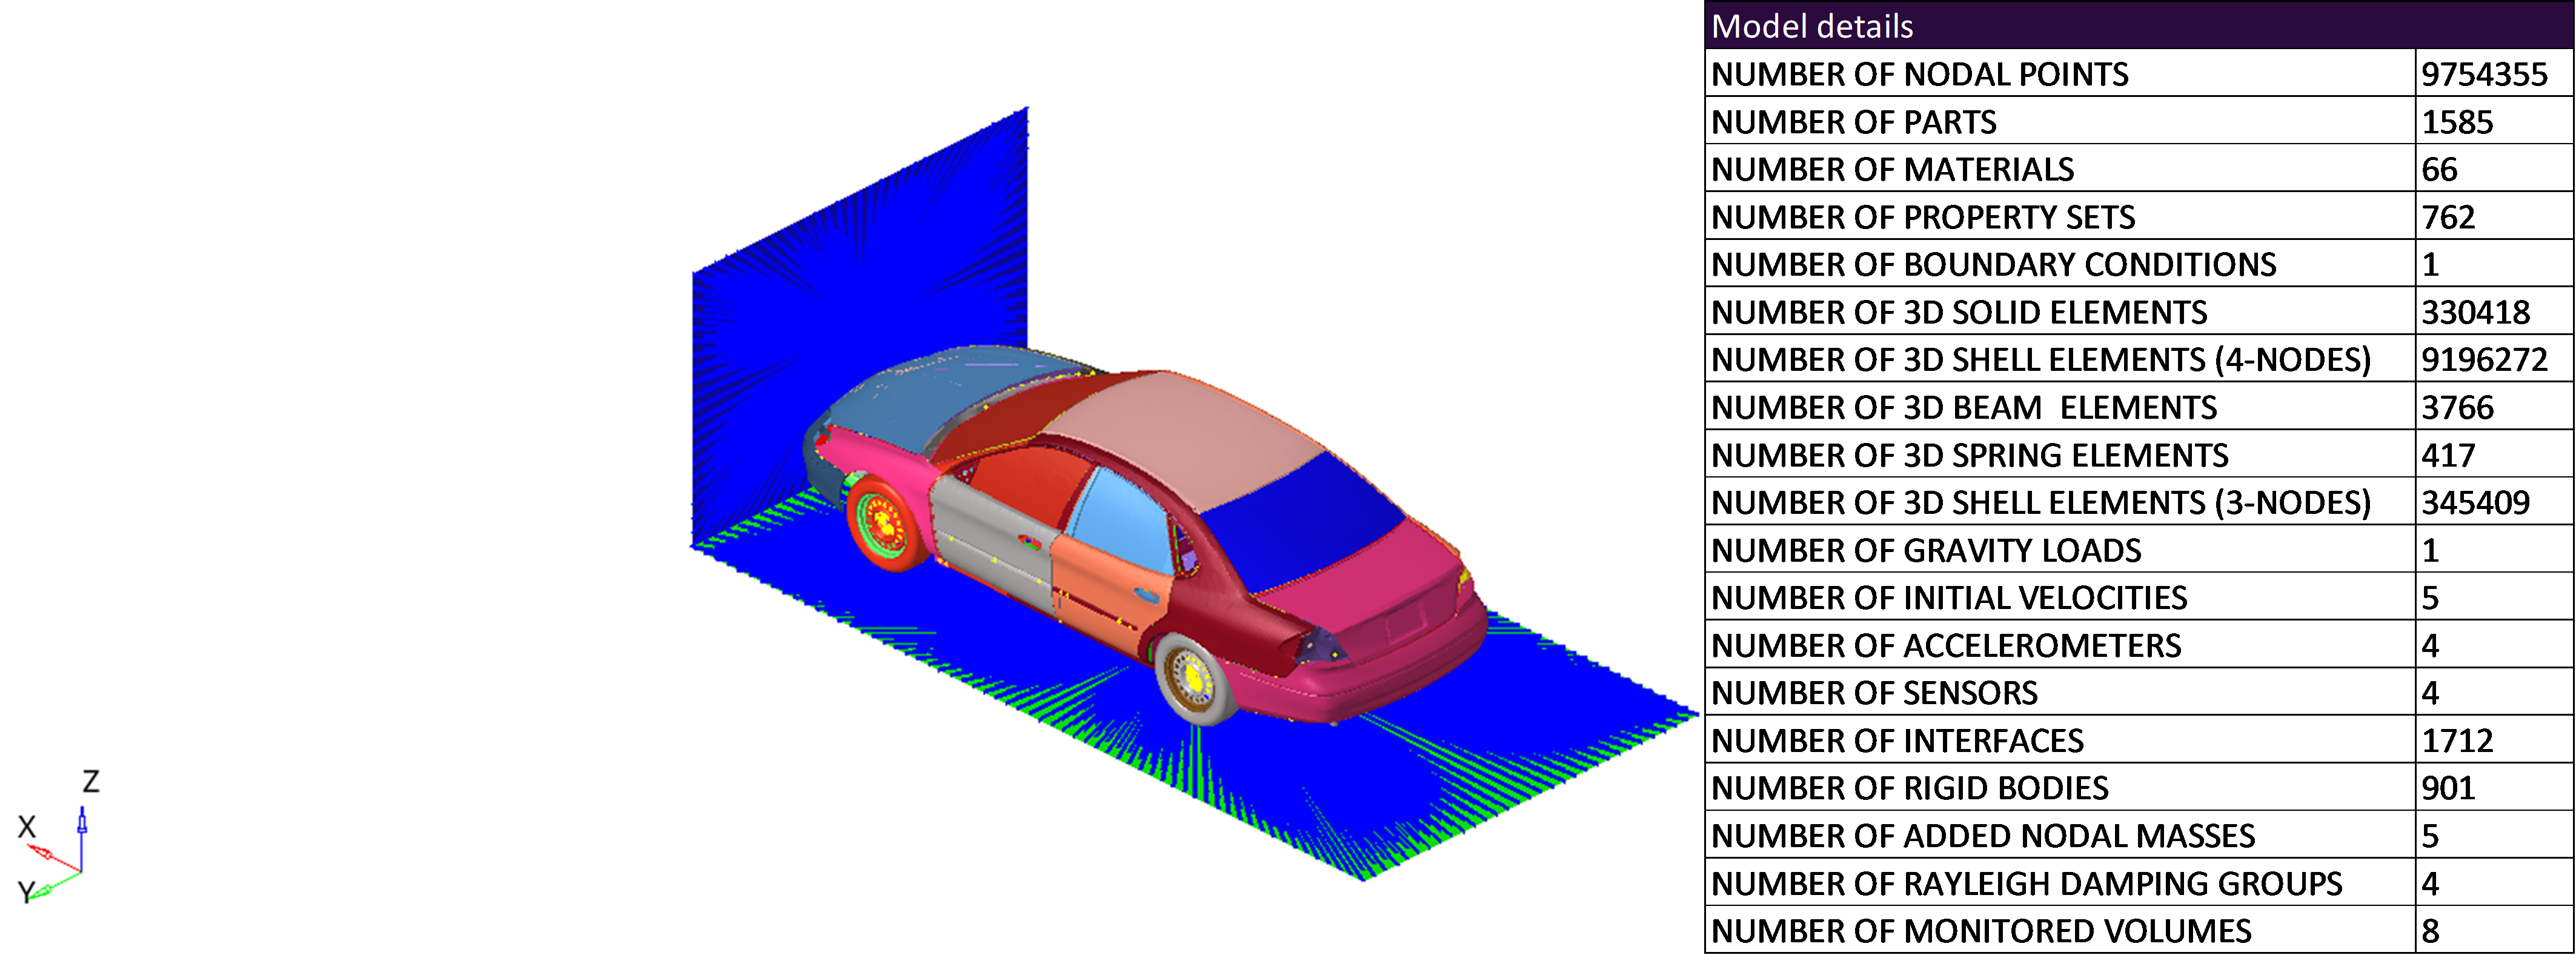 Model details
NUMBER OF NODAL POINTS 9754355
NUMBER OF PARTS 1585
NUMBER OF MATERIALS 66
NUMBER OF PROPERTY SETS 762
NUMBER OF BOUNDARY CONDITIONS 1
NUMBER OF 3D SOLID ELEMENTS 330418
NUMBER OF 3D SHELL ELEMENTS (4-NODES) 9196272
NUMBER OF 3D BEAM  ELEMENTS 3766
NUMBER OF 3D SPRING ELEMENTS 417
NUMBER OF 3D SHELL ELEMENTS (3-NODES) 345409
NUMBER OF GRAVITY LOADS 1
NUMBER OF INITIAL VELOCITIES 5
NUMBER OF ACCELEROMETERS 4
NUMBER OF SENSORS 4
NUMBER OF INTERFACES 1712
NUMBER OF RIGID BODIES 901
NUMBER OF ADDED NODAL MASSES 5
NUMBER OF RAYLEIGH DAMPING GROUPS 4
NUMBER OF MONITORED VOLUMES 8
Z
X
Y